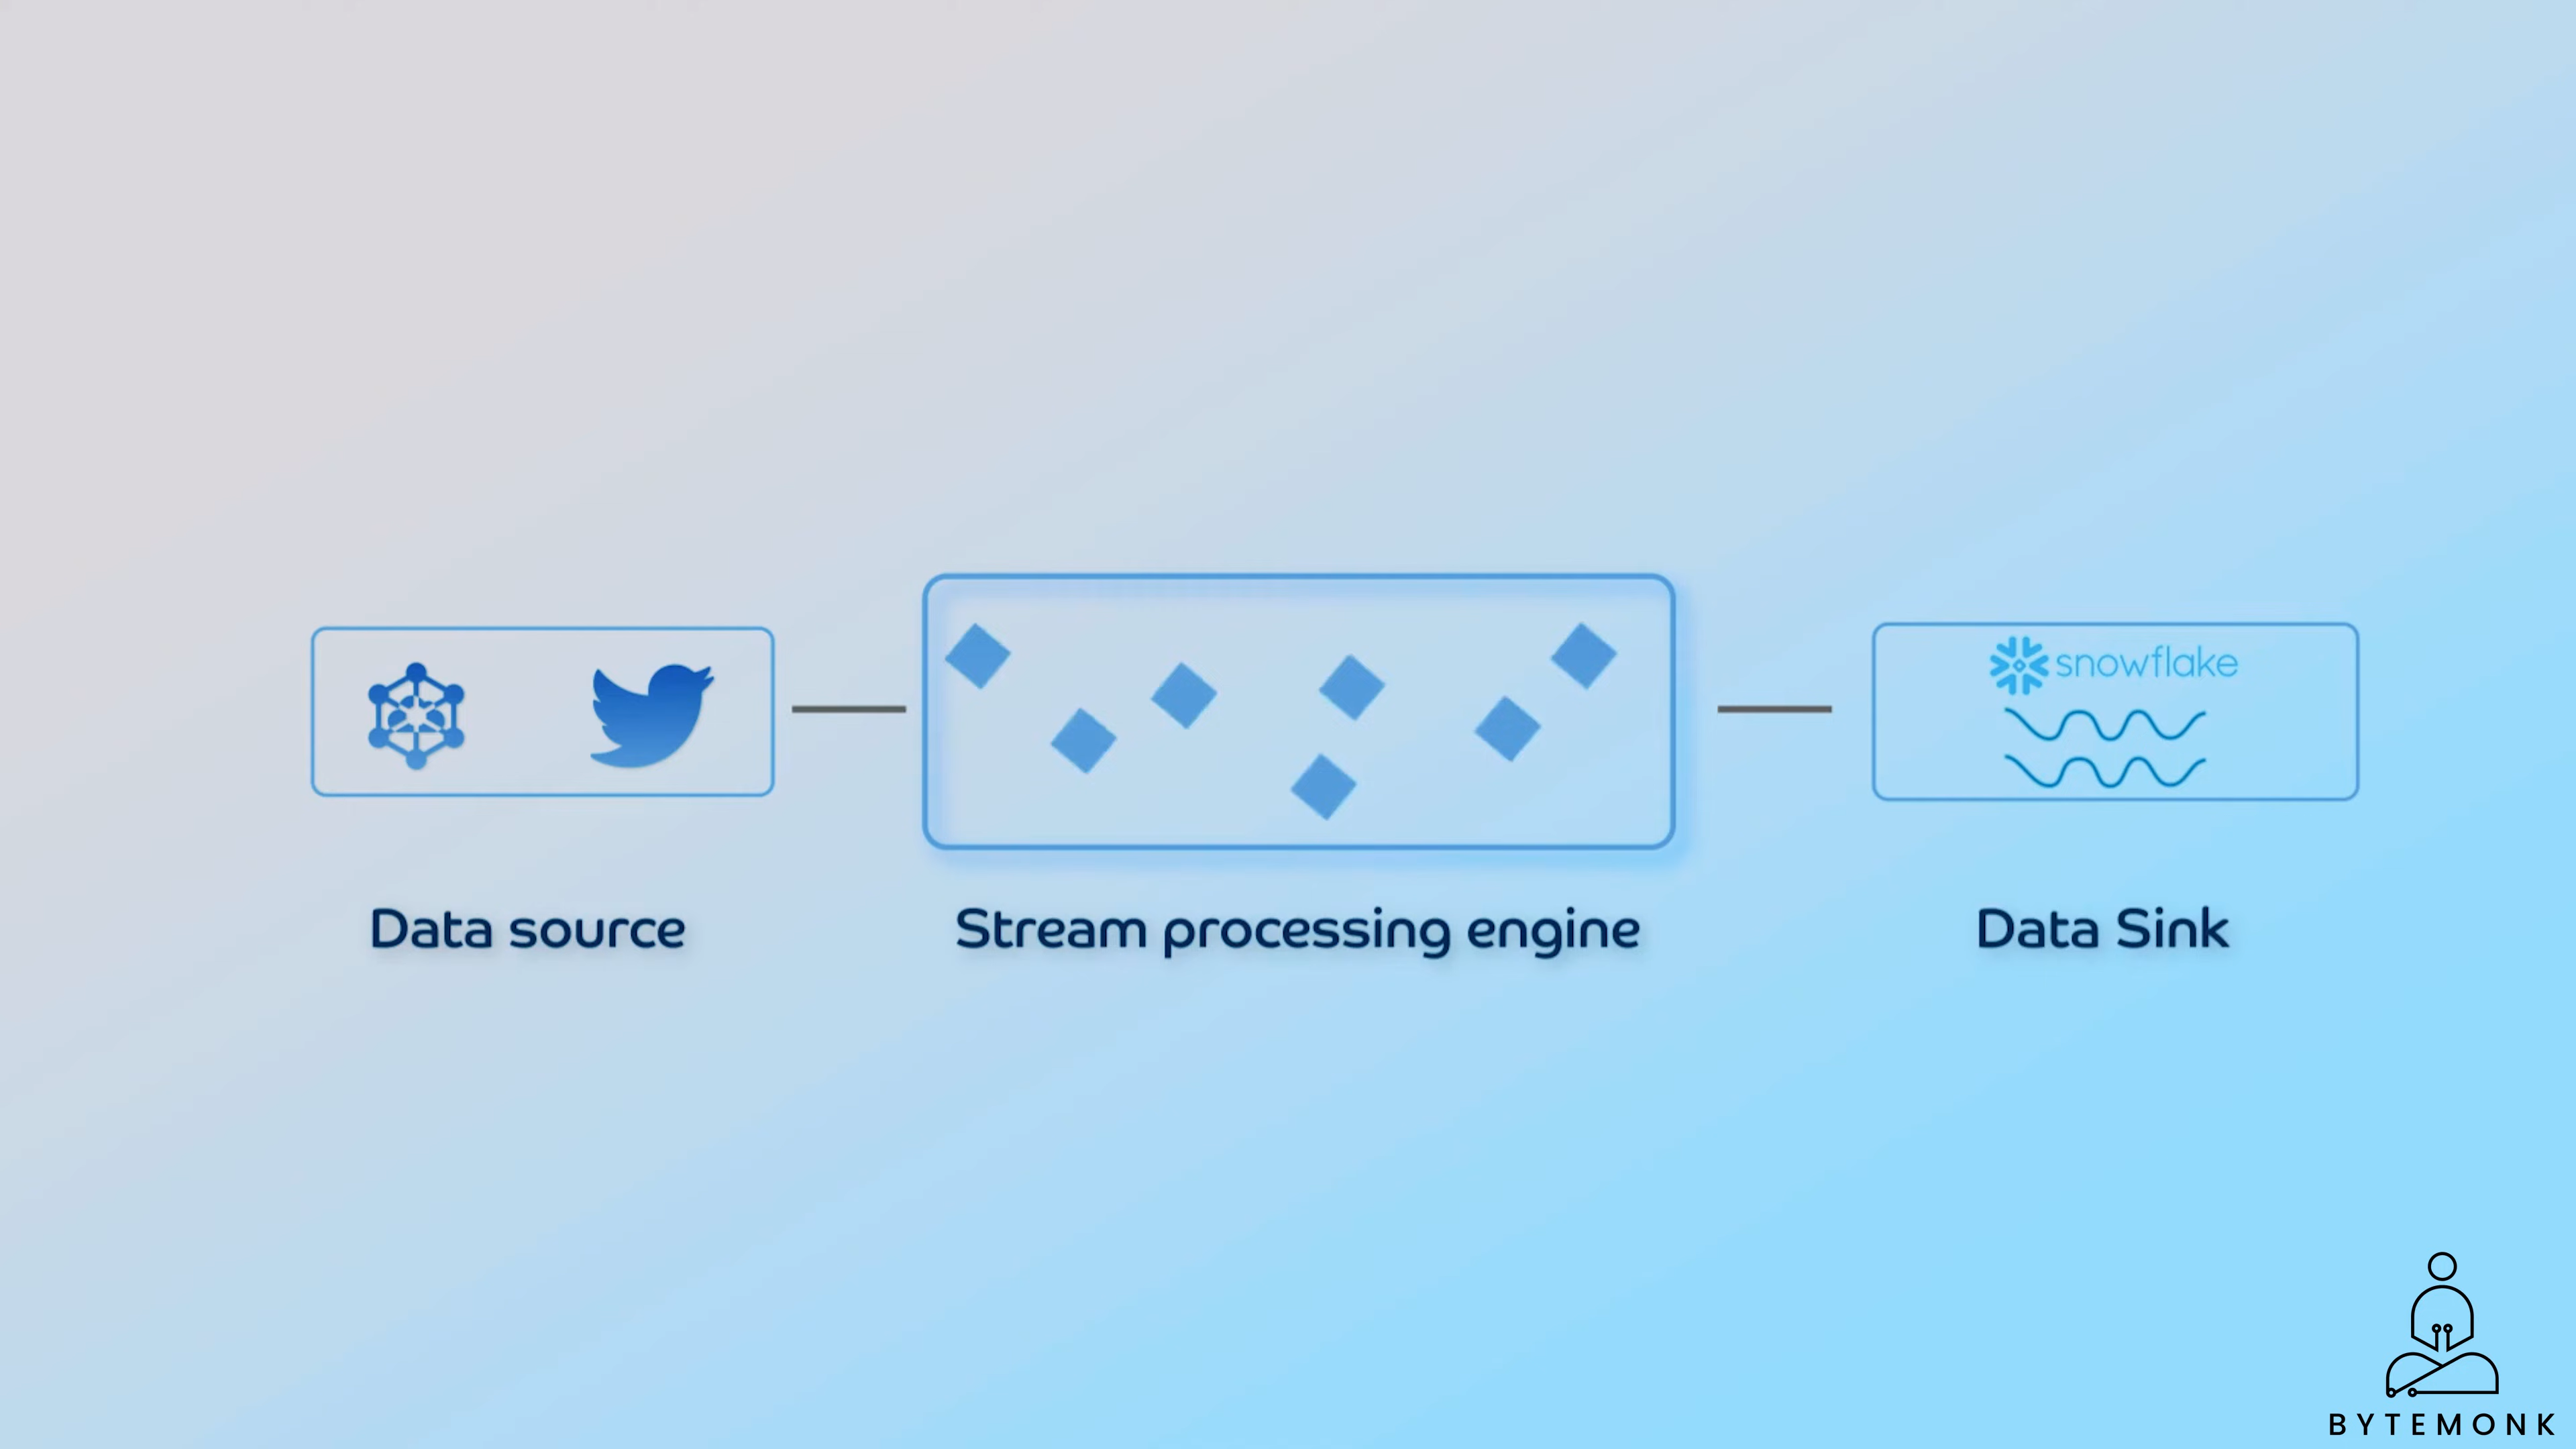 snowflake
Data source
Stream processing engine
Data Sink
BYTEMONK